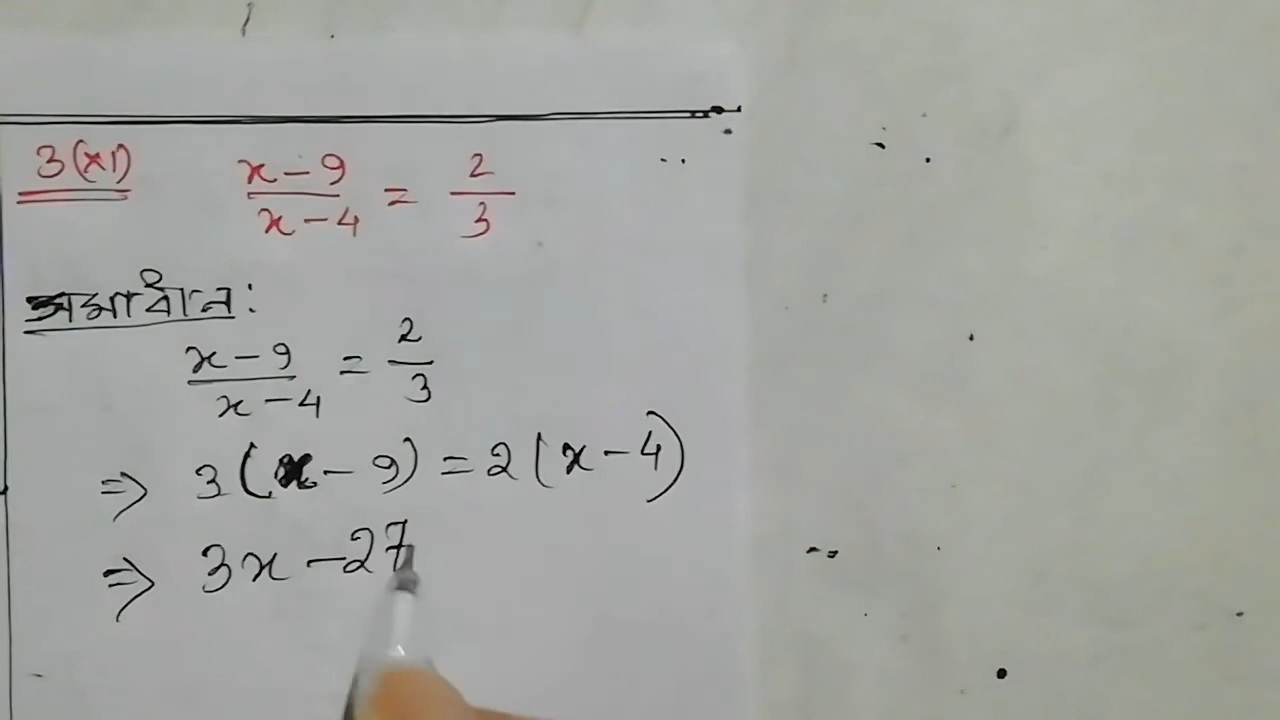 3(xi) x-9/x-4 = 2/3
সমাধান:
x-9/x-4 = 2/3
⇒ 3(x-9) = 2(x-4)
⇒ 3x-27